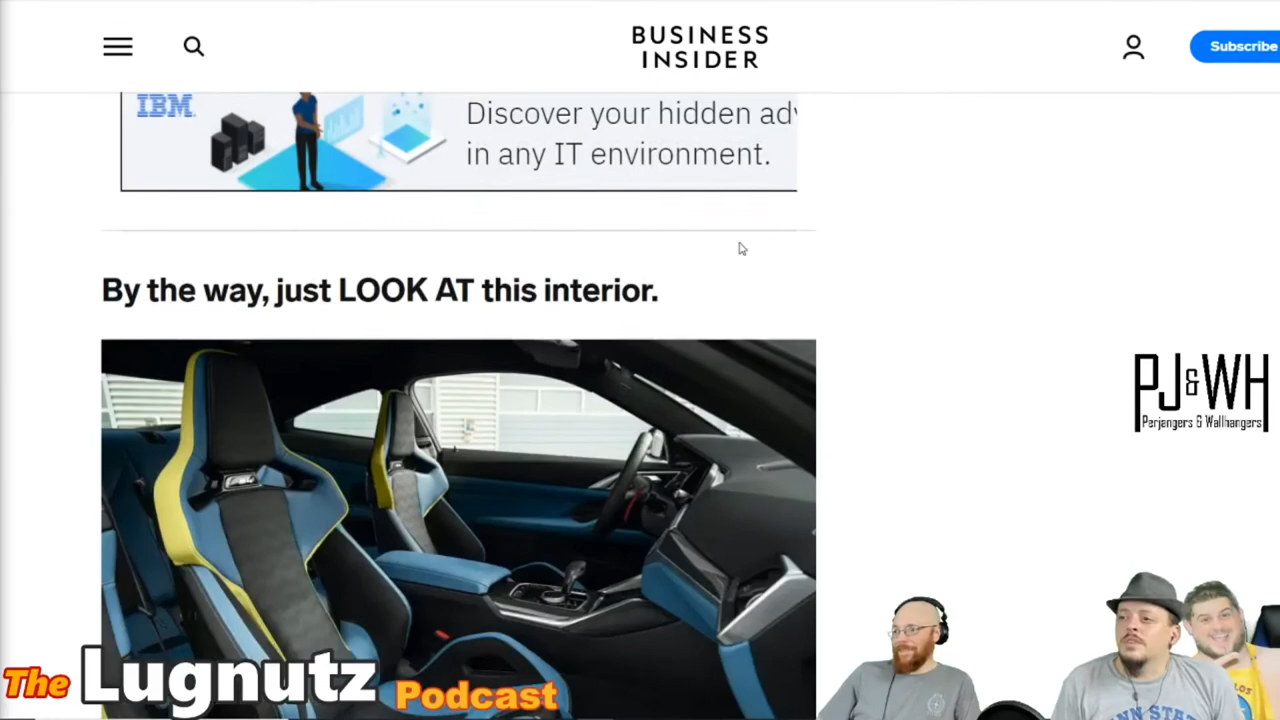 BUSINESS
INSIDER
Subscribe
IBM
Discover your hidden adv
in any IT environment.
By the way, just LOOK AT this interior.
PJ&WH
Perjangers & Wallhangers
The Lugnutz Podcast